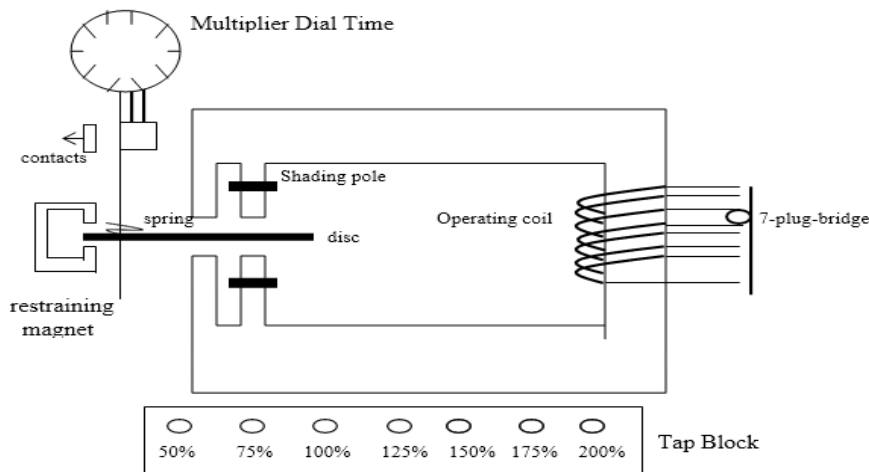 Multiplier Dial Time
contacts
Shading pole
spring
Operating coil
7-plug-bridge
disc
restraining
magnet
50% 75% 100% 125% 150% 175% 200%
Tap Block